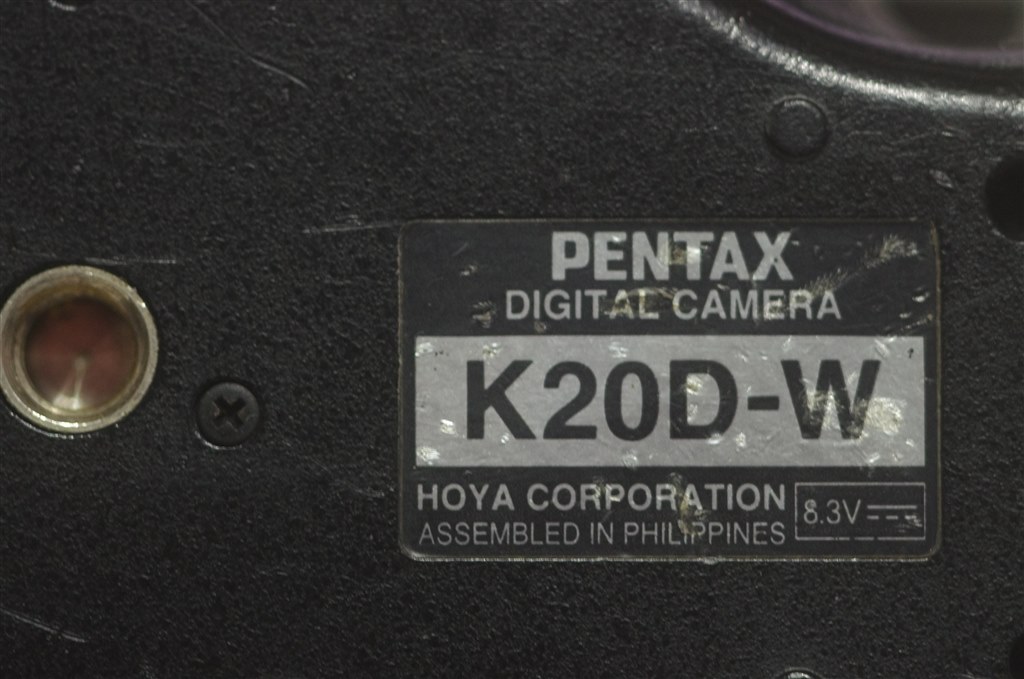 PENTAX
DIGITAL CAMERA
K20D-W
HOYA CORPORATION
ASSEMBLED IN PHILIPPINES
8.3V